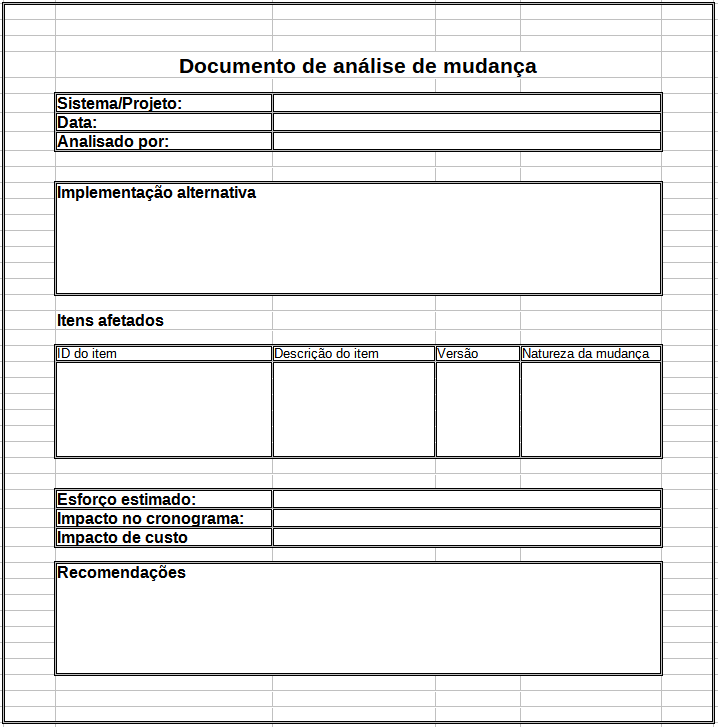 Documento de análise de mudança
Sistema/Projeto:
Data:
Analisado por:
Implementação alternativa
Itens afetados
ID do item Descrição do item Versão Natureza da mudança
Esforço estimado:
Impacto no cronograma:
Impacto de custo
Recomendações